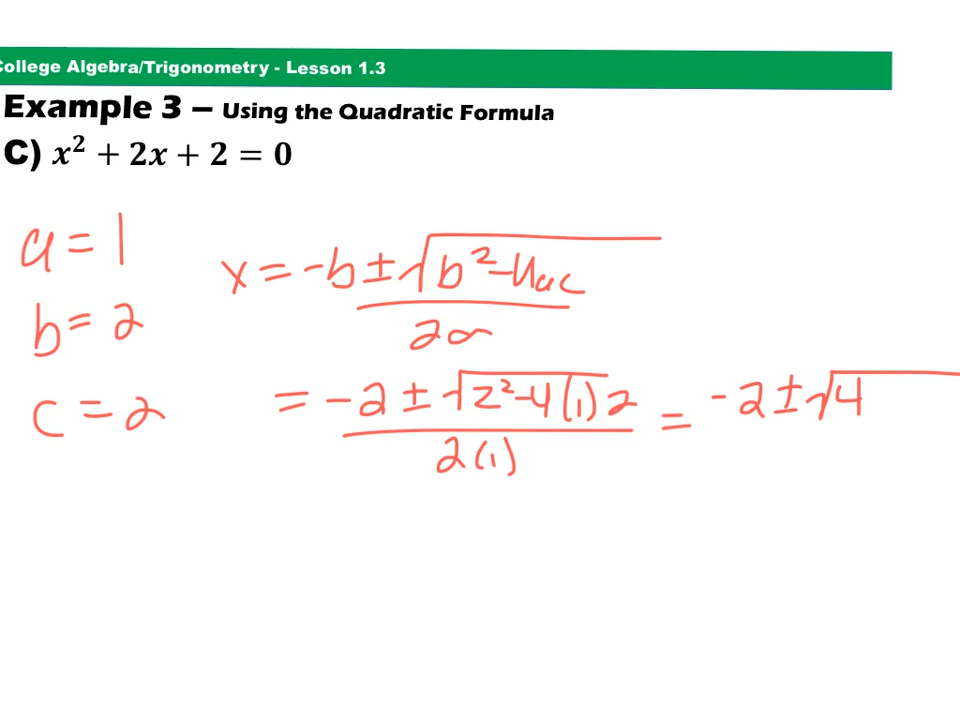 College Algebra/Trigonometry - Lesson 1.3
Example 3 – Using the Quadratic Formula
C) x² + 2x + 2 = 0
a = 1
x = -b ± √(b² - 4ac) / 2a
b = 2
c = 2
= -2 ± √(2² - 4(1)2) / 2(1) = -2 ± √4